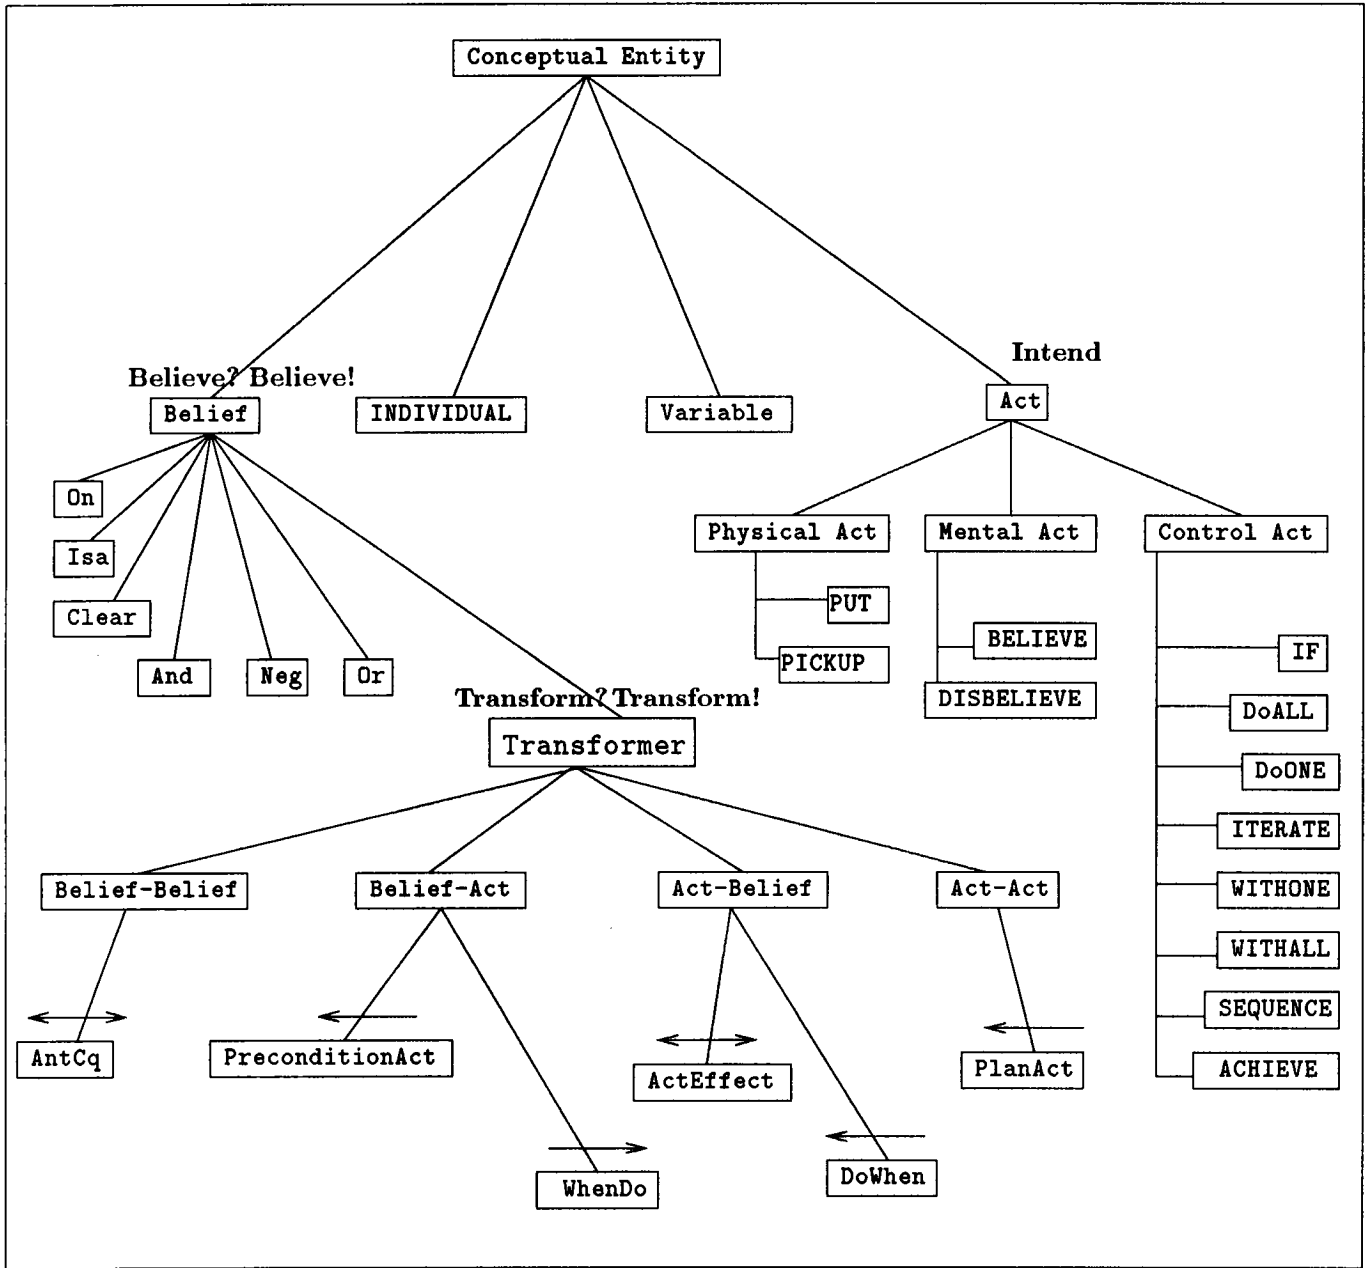 Conceptual Entity
Intend
Believe? Believe!
Belief
INDIVIDUAL
Variable
Act
On
Isa
Clear
And
Neg
Or
Physical Act
Mental Act
Control Act
PUT
PICKUP
BELIEVE
DISBELIEVE
IF
DoALL
DoONE
ITERATE
WITHONE
WITHALL
SEQUENCE
ACHIEVE
Transform? Transform!
Transformer
Belief-Belief
Belief-Act
Act-Belief
Act-Act
AntCq
PreconditionAct
ActEffect
PlanAct
WhenDo
DoWhen